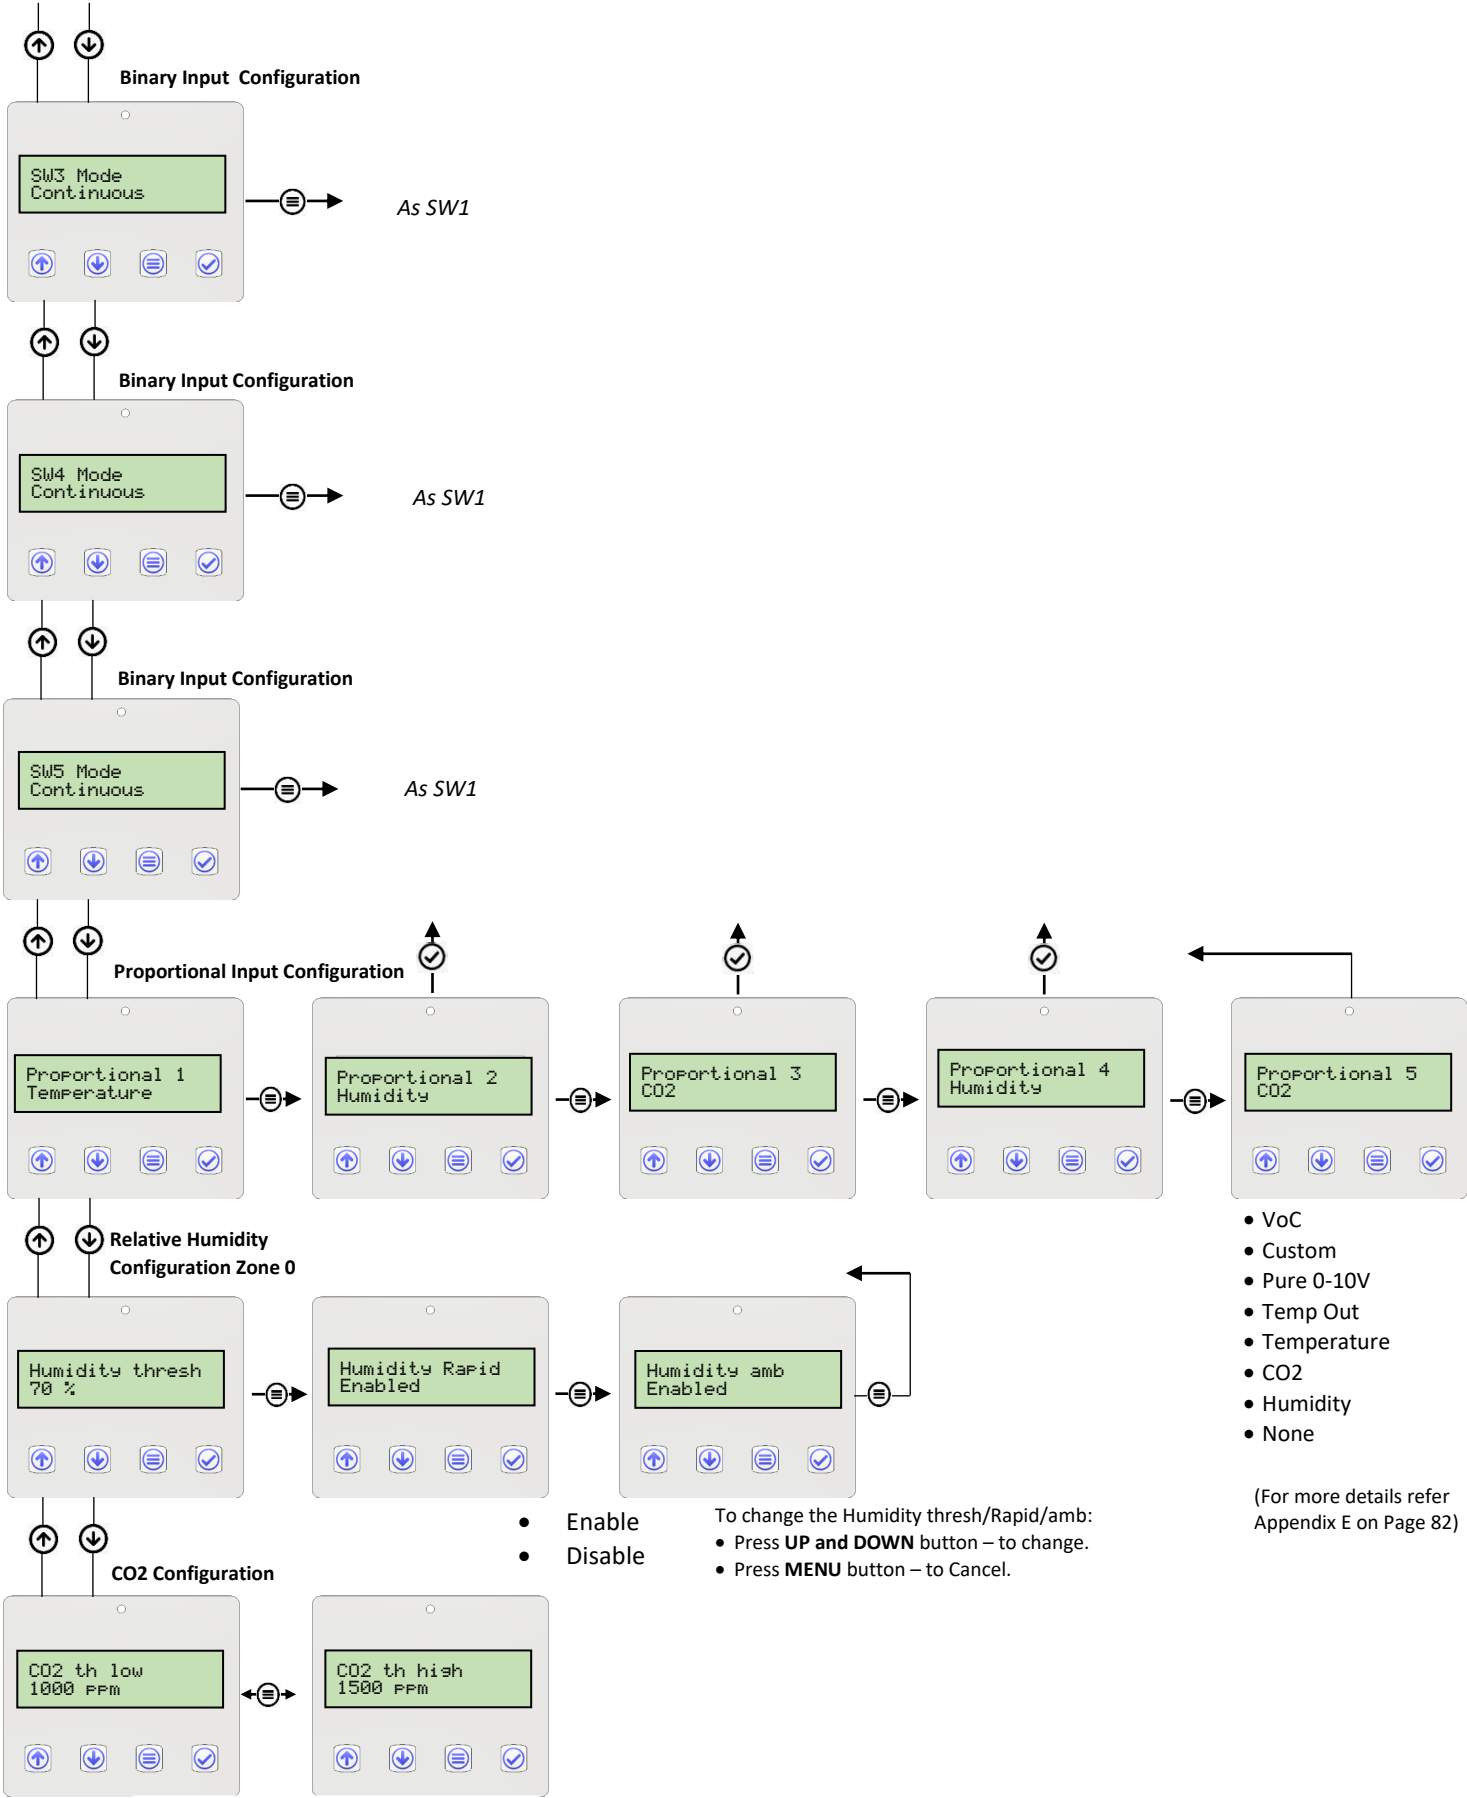 Binary Input  Configuration
SW3 Mode
Continuous
As SW1
Binary Input Configuration
SW4 Mode
Continuous
As SW1
Binary Input Configuration
SW5 Mode
Continuous
As SW1
Proportional Input Configuration
Proportional 1
Temperature
Proportional 2
Humidity
Proportional 3
CO2
Proportional 4
Humidity
Proportional 5
CO2
• VoC
• Custom
• Pure 0-10V
• Temp Out
• Temperature
• CO2
• Humidity
• None
(For more details refer
Appendix E on Page 82)
Relative Humidity
Configuration Zone 0
Humidity thresh
70 %
Humidity Rapid
Enabled
Humidity amb
Enabled
• Enable
• Disable
To change the Humidity thresh/Rapid/amb:
• Press UP and DOWN button – to change.
• Press MENU button – to Cancel.
CO2 Configuration
CO2 th low
1000 ppm
CO2 th high
1500 ppm